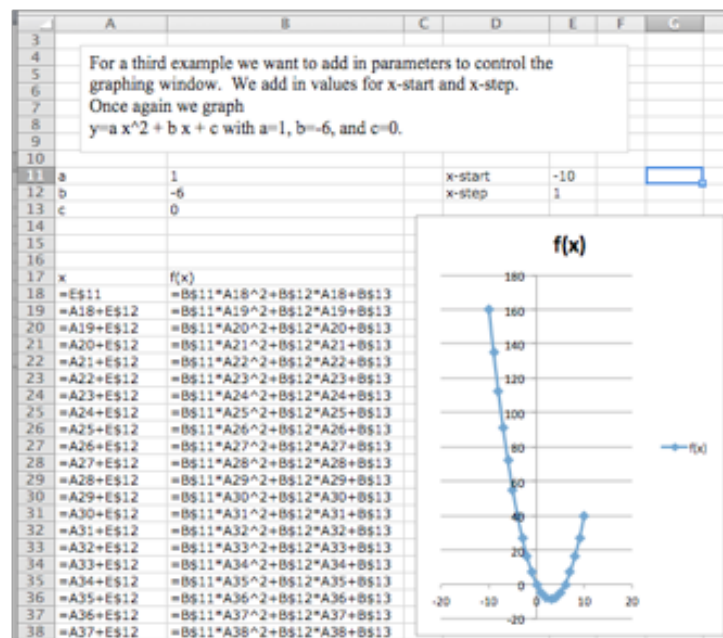 A B C D E F G
3
4
5
6
7
8
9
For a third example we want to add in parameters to control the
graphing window. We add in values for x-start and x-step.
Once again we graph
y=a x^2 + b x + c with a=1, b=-6, and c=0.
10
11 a 1 x-start -10
12 b -6 x-step 1
13 c 0
14
15
16
17 x f(x)
18 =E$11 =B$11*A18^2+B$12*A18+B$13
19 =A18+E$12 =B$11*A19^2+B$12*A19+B$13
20 =A19+E$12 =B$11*A20^2+B$12*A20+B$13
21 =A20+E$12 =B$11*A21^2+B$12*A21+B$13
22 =A21+E$12 =B$11*A22^2+B$12*A22+B$13
23 =A22+E$12 =B$11*A23^2+B$12*A23+B$13
24 =A23+E$12 =B$11*A24^2+B$12*A24+B$13
25 =A24+E$12 =B$11*A25^2+B$12*A25+B$13
26 =A25+E$12 =B$11*A26^2+B$12*A26+B$13
27 =A26+E$12 =B$11*A27^2+B$12*A27+B$13
28 =A27+E$12 =B$11*A28^2+B$12*A28+B$13
29 =A28+E$12 =B$11*A29^2+B$12*A29+B$13
30 =A29+E$12 =B$11*A30^2+B$12*A30+B$13
31 =A30+E$12 =B$11*A31^2+B$12*A31+B$13
32 =A31+E$12 =B$11*A32^2+B$12*A32+B$13
33 =A32+E$12 =B$11*A33^2+B$12*A33+B$13
34 =A33+E$12 =B$11*A34^2+B$12*A34+B$13
35 =A34+E$12 =B$11*A35^2+B$12*A35+B$13
36 =A35+E$12 =B$11*A36^2+B$12*A36+B$13
37 =A36+E$12 =B$11*A37^2+B$12*A37+B$13
38 =A37+E$12 =B$11*A38^2+B$12*A38+B$13
f(x)
180
160
140
120
100
80
60
40
20
0
-20
-20 -10 0 10 20
f(x)